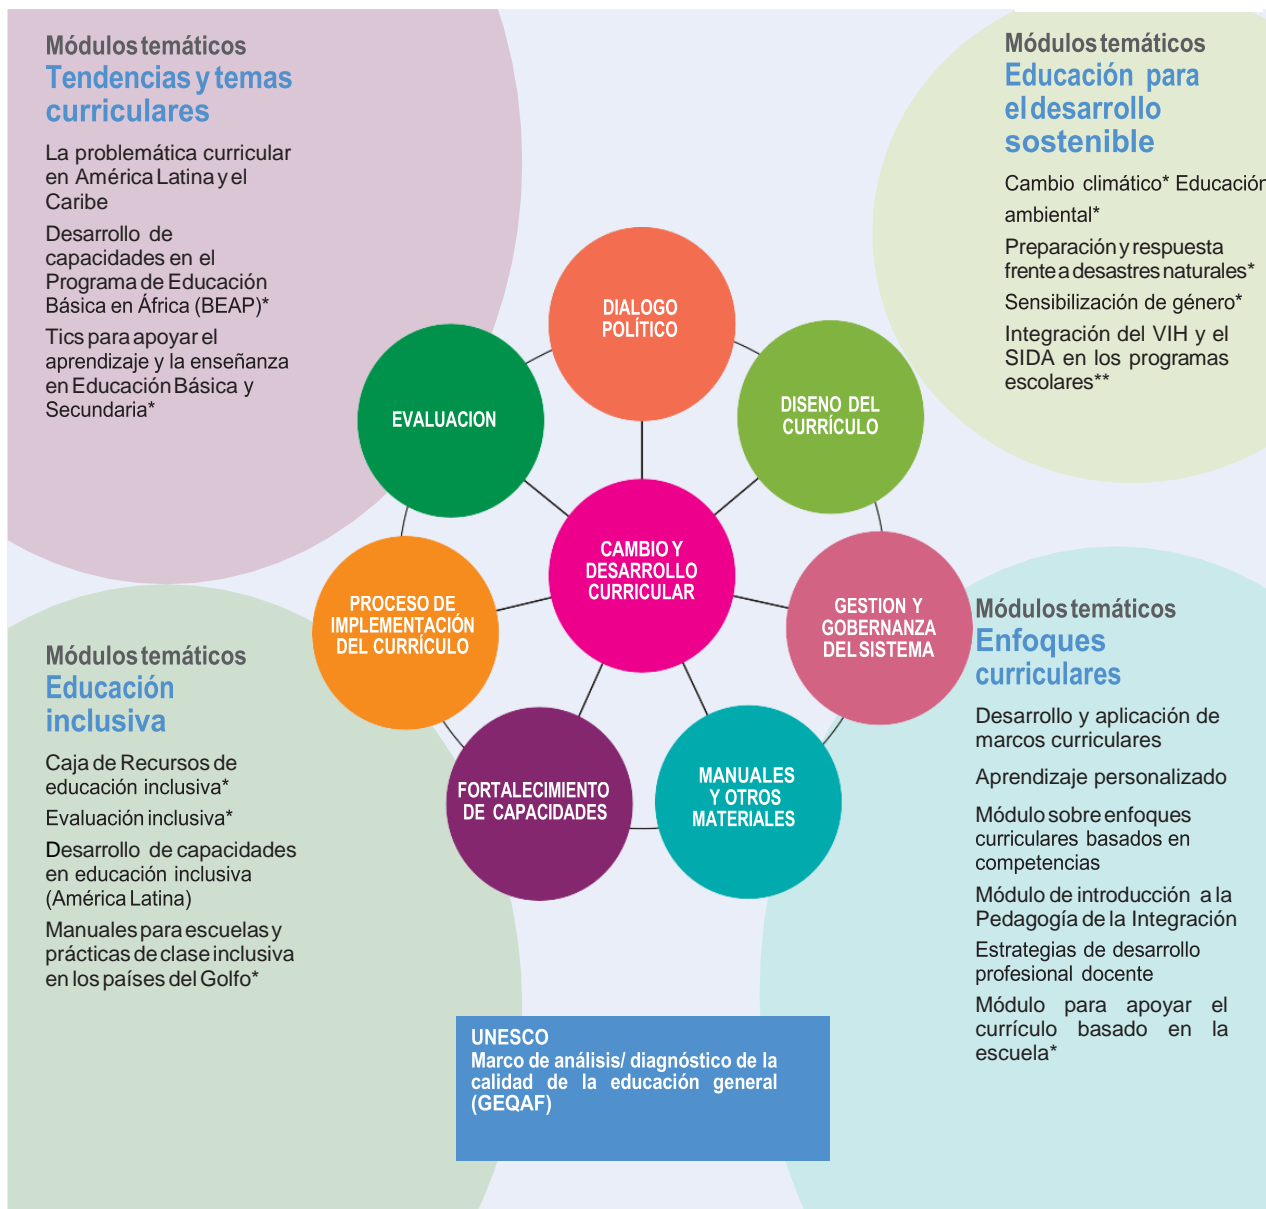 Módulos temáticos
Tendencias y temas
curriculares
La problemática curricular
en América Latina y el
Caribe
Desarrollo de
capacidades en el
Programa de Educación
Básica en África (BEAP)*
Tics para apoyar el
aprendizaje y la enseñanza
en Educación Básica y
Secundaria*
Módulos temáticos
Educación para
el desarrollo
sostenible
Cambio climático* Educación
ambiental*
Preparación y respuesta
frente a desastres naturales*
Sensibilización de género*
Integración del VIH y el
SIDA en los programas
escolares**
DIALOGO
POLÍTICO
DISENO DEL
CURRÍCULO
EVALUACION
CAMBIO Y
DESARROLLO
CURRICULAR
PROCESO DE
IMPLEMENTACIÓN
DEL CURRÍCULO
GESTION Y
GOBERNANZA
DEL SISTEMA
FORTALECIMIENTO
DE CAPACIDADES
MANUALES
Y OTROS
MATERIALES
Módulos temáticos
Educación
inclusiva
Caja de Recursos de
educación inclusiva*
Evaluación inclusiva*
Desarrollo de capacidades
en educación inclusiva
(América Latina)
Manuales para escuelas y
prácticas de clase inclusiva
en los países del Golfo*
Módulos temáticos
Enfoques
curriculares
Desarrollo y aplicación de
marcos curriculares
Aprendizaje personalizado
Módulo sobre enfoques
curriculares basados en
competencias
Módulo de introducción a la
Pedagogía de la Integración
Estrategias de desarrollo
profesional docente
Módulo para apoyar el
currículo basado en la
escuela*
UNESCO
Marco de análisis/ diagnóstico de la
calidad de la educación general
(GEQAF)